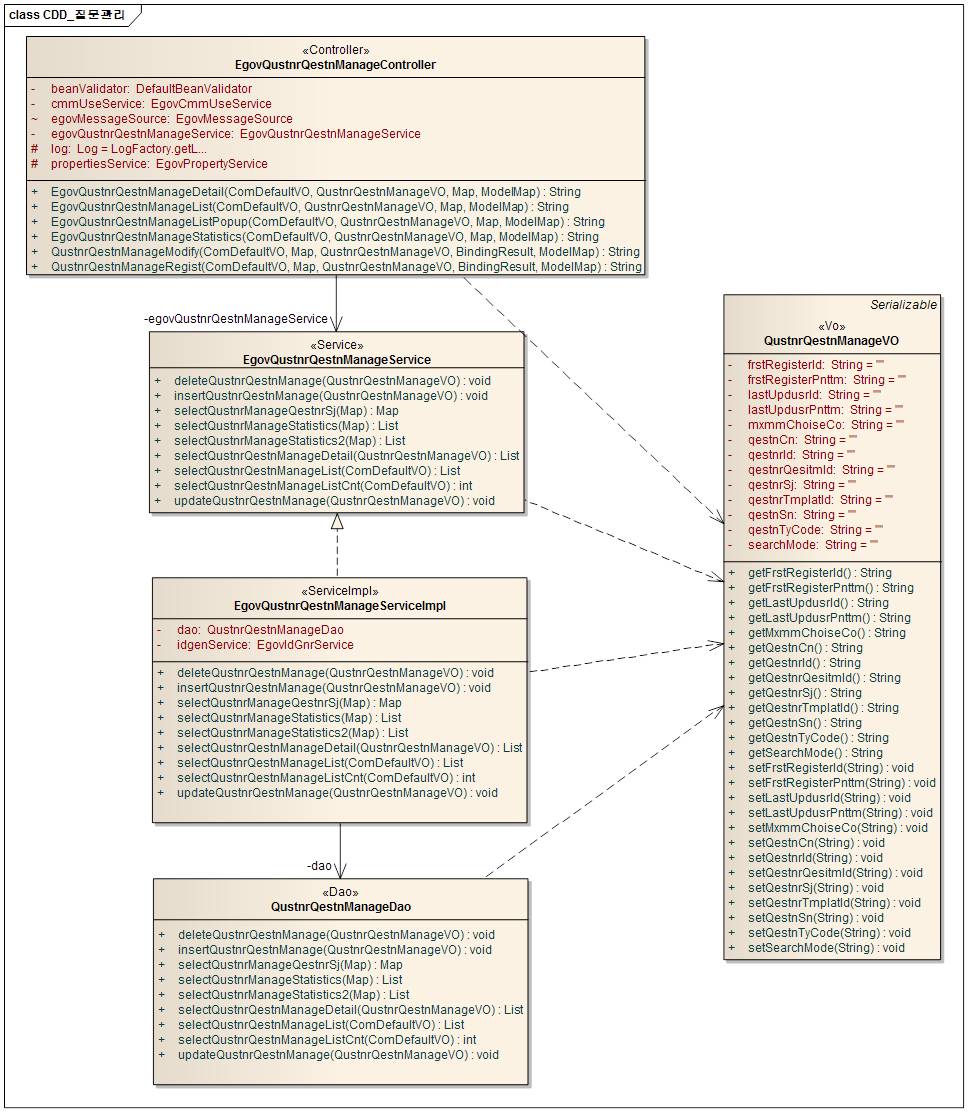 class CDD_질문관리
«Controller»
EgovQustnrQestnManageController
- beanValidator: DefaultBeanValidator
- cmmUseService: EgovCmmUseService
~ egovMessageSource: EgovMessageSource
- egovQustnrQestnManageService: EgovQustnrQestnManageService
# log: Log = LogFactory.getL...
# propertiesService: EgovPropertyService
+ EgovQustnrQestnManageDetail(ComDefaultVO, QustnrQestnManageVO, Map, ModelMap) : String
+ EgovQustnrQestnManageList(ComDefaultVO, QustnrQestnManageVO, Map, ModelMap) : String
+ EgovQustnrQestnManageListPopup(ComDefaultVO, QustnrQestnManageVO, Map, ModelMap) : String
+ EgovQustnrQestnManageStatistics(ComDefaultVO, QustnrQestnManageVO, Map, ModelMap) : String
+ QustnrQestnManageModify(ComDefaultVO, Map, QustnrQestnManageVO, BindingResult, ModelMap) : String
+ QustnrQestnManageRegist(ComDefaultVO, Map, QustnrQestnManageVO, BindingResult, ModelMap) : String
-egovQustnrQestnManageService
«Service»
EgovQustnrQestnManageService
+ deleteQustnrQestnManage(QustnrQestnManageVO) : void
+ insertQustnrQestnManage(QustnrQestnManageVO) : void
+ selectQustnrManageQestnrSj(Map) : Map
+ selectQustnrManageStatistics(Map) : List
+ selectQustnrManageStatistics2(Map) : List
+ selectQustnrQestnManageDetail(QustnrQestnManageVO) : List
+ selectQustnrQestnManageList(ComDefaultVO) : List
+ selectQustnrQestnManageListCnt(ComDefaultVO) : int
+ updateQustnrQestnManage(QustnrQestnManageVO) : void
«ServiceImpl»
EgovQustnrQestnManageServiceImpl
- dao: QustnrQestnManageDao
- idgenService: EgovIdGnrService
+ deleteQustnrQestnManage(QustnrQestnManageVO) : void
+ insertQustnrQestnManage(QustnrQestnManageVO) : void
+ selectQustnrManageQestnrSj(Map) : Map
+ selectQustnrManageStatistics(Map) : List
+ selectQustnrManageStatistics2(Map) : List
+ selectQustnrQestnManageDetail(QustnrQestnManageVO) : List
+ selectQustnrQestnManageList(ComDefaultVO) : List
+ selectQustnrQestnManageListCnt(ComDefaultVO) : int
+ updateQustnrQestnManage(QustnrQestnManageVO) : void
-dao
«Dao»
QustnrQestnManageDao
+ deleteQustnrQestnManage(QustnrQestnManageVO) : void
+ insertQustnrQestnManage(QustnrQestnManageVO) : void
+ selectQustnrManageQestnrSj(Map) : Map
+ selectQustnrManageStatistics(Map) : List
+ selectQustnrManageStatistics2(Map) : List
+ selectQustnrQestnManageDetail(QustnrQestnManageVO) : List
+ selectQustnrQestnManageList(ComDefaultVO) : List
+ selectQustnrQestnManageListCnt(ComDefaultVO) : int
+ updateQustnrQestnManage(QustnrQestnManageVO) : void
Serializable
«Vo»
QustnrQestnManageVO
- frstRegisterId: String = ""
- frstRegisterPnttm: String = ""
- lastUpdusrId: String = ""
- lastUpdusrPnttm: String = ""
- mxmmChoiseCo: String = ""
- qestnCn: String = ""
- qestnrId: String = ""
- qestnrQesitmId: String = ""
- qestnrSj: String = ""
- qestnrTmplatId: String = ""
- qestnSn: String = ""
- qestnTyCode: String = ""
- searchMode: String = ""
+ getFrstRegisterId() : String
+ getFrstRegisterPnttm() : String
+ getLastUpdusrId() : String
+ getLastUpdusrPnttm() : String
+ getMxmmChoiseCo() : String
+ getQestnCn() : String
+ getQestnrId() : String
+ getQestnrQesitmId() : String
+ getQestnrSj() : String
+ getQestnrTmplatId() : String
+ getQestnSn() : String
+ getQestnTyCode() : String
+ getSearchMode() : String
+ setFrstRegisterId(String) : void
+ setFrstRegisterPnttm(String) : void
+ setLastUpdusrId(String) : void
+ setLastUpdusrPnttm(String) : void
+ setMxmmChoiseCo(String) : void
+ setQestnCn(String) : void
+ setQestnrId(String) : void
+ setQestnrQesitmId(String) : void
+ setQestnrSj(String) : void
+ setQestnrTmplatId(String) : void
+ setQestnSn(String) : void
+ setQestnTyCode(String) : void
+ setSearchMode(String) : void